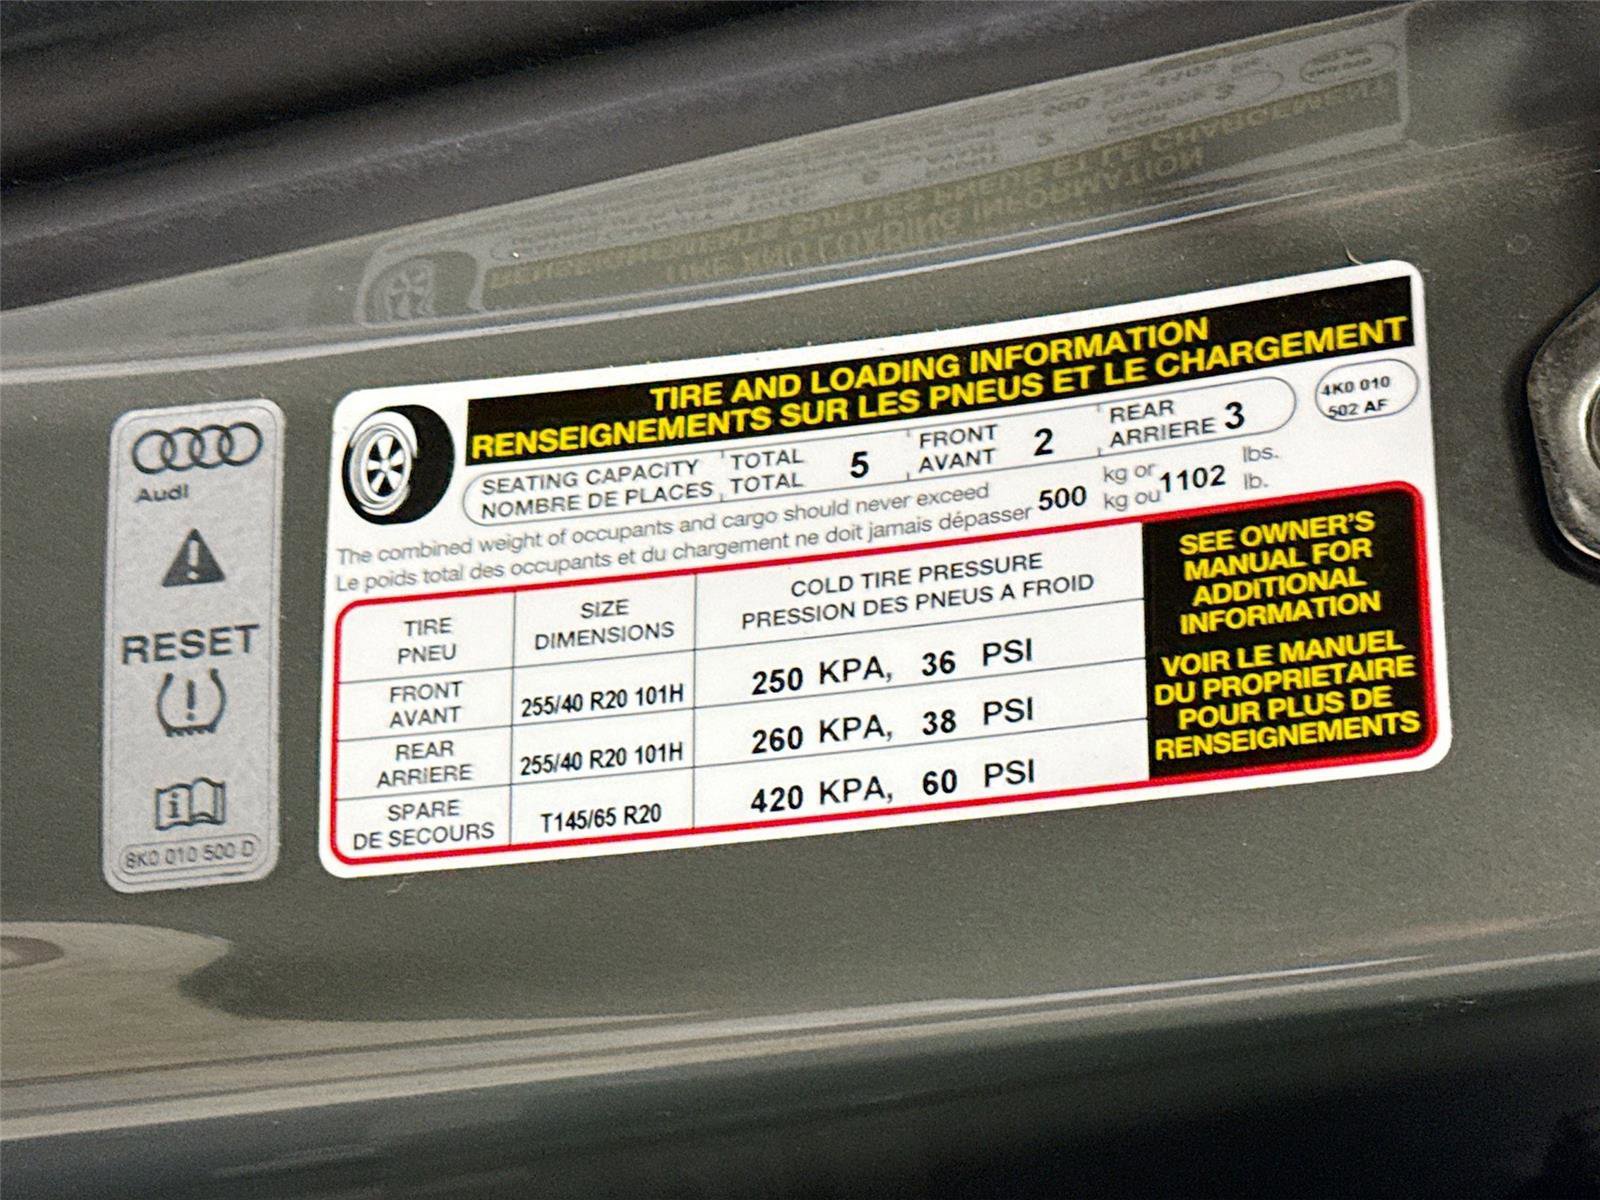 Audi
RESET
8K0 010 500 D
TIRE AND LOADING INFORMATION
RENSEIGNEMENTS SUR LES PNEUS ET LE CHARGEMENT
SEATING CAPACITY TOTAL 5 FRONT 2 REAR 3
NOMBRE DE PLACES TOTAL AVANT ARRIERE
4K0 010
502 AF
The combined weight of occupants and cargo should never exceed 500 kg or 1102 lbs.
Le poids total des occupants et du chargement ne doit jamais dépasser kg ou lb.
TIRE
PNEU
SIZE
DIMENSIONS
COLD TIRE PRESSURE
PRESSION DES PNEUS A FROID
FRONT
AVANT
255/40 R20 101H
250 KPA, 36 PSI
REAR
ARRIERE
255/40 R20 101H
260 KPA, 38 PSI
SPARE
DE SECOURS
T145/65 R20
420 KPA, 60 PSI
SEE OWNER'S
MANUAL FOR
ADDITIONAL
INFORMATION
VOIR LE MANUEL
DU PROPRIETAIRE
POUR PLUS DE
RENSEIGNEMENTS